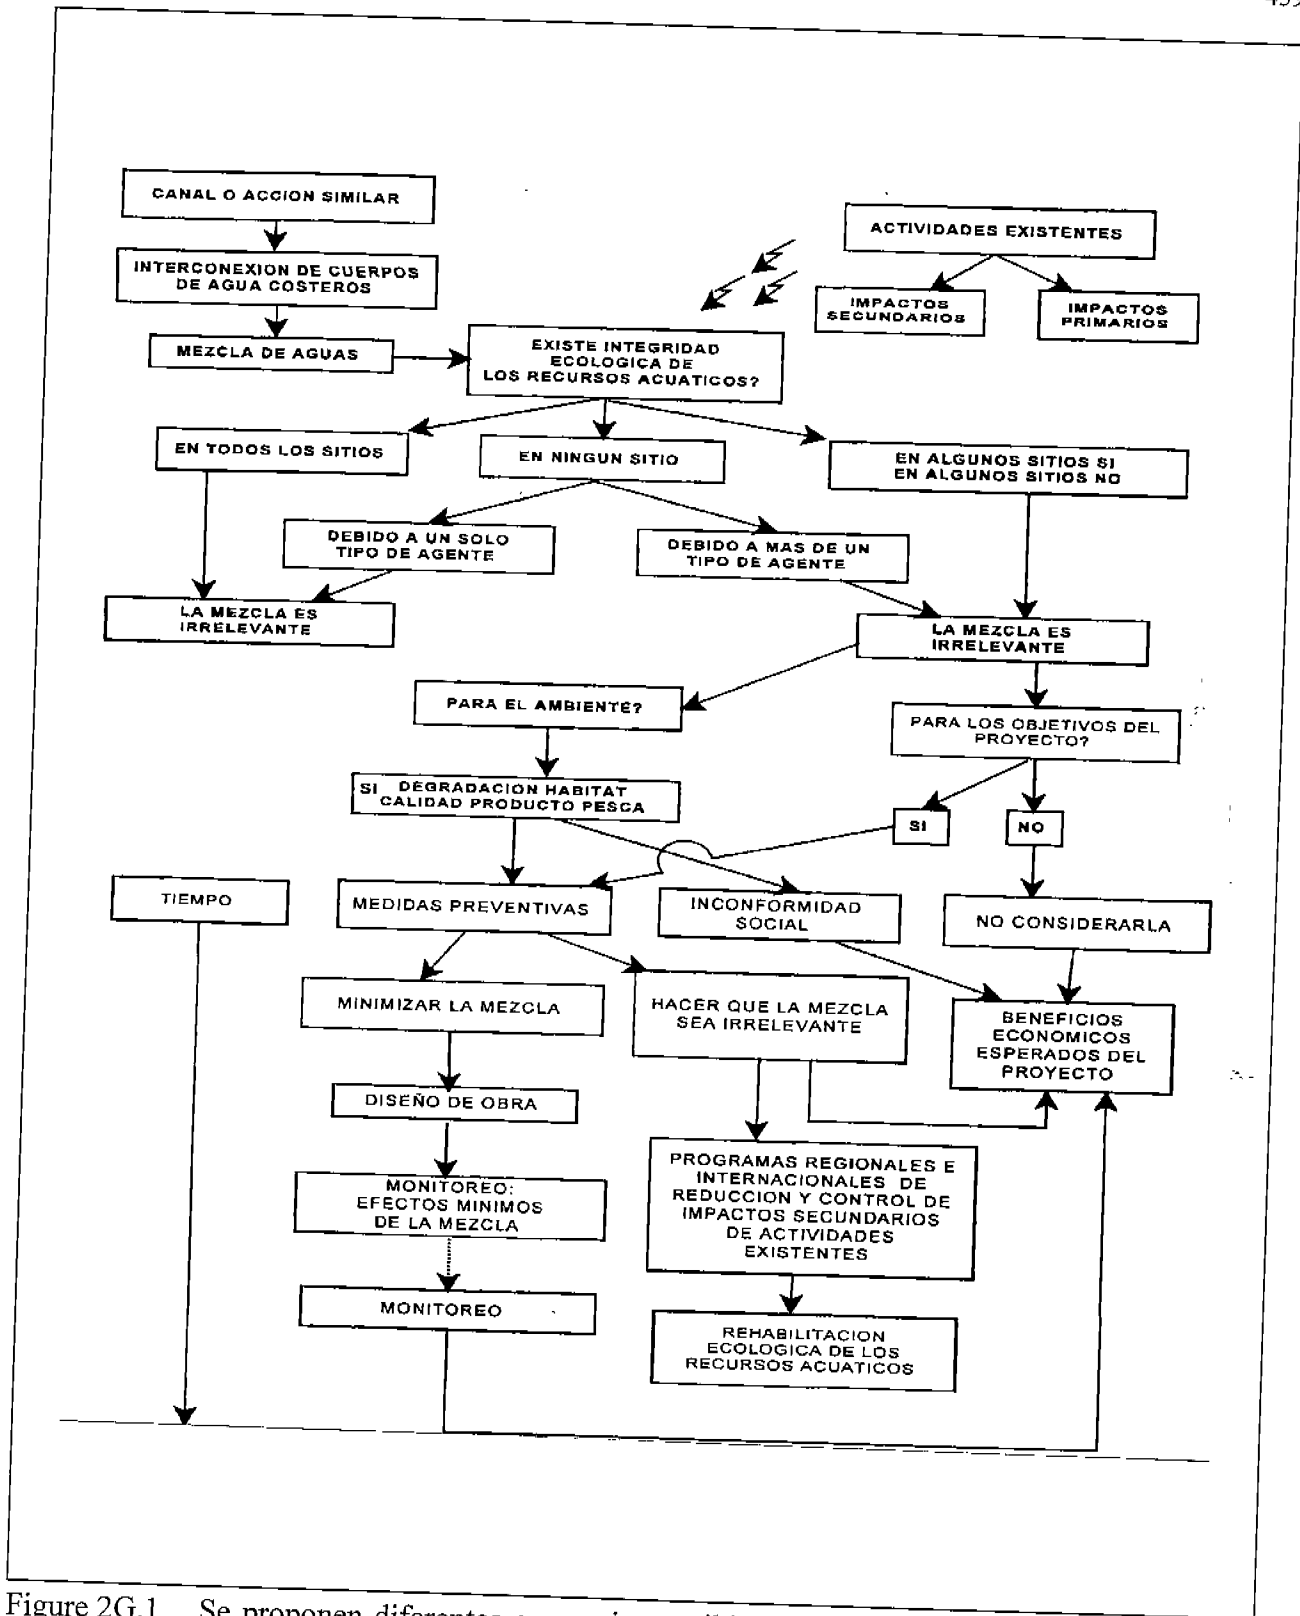 CANAL O ACCION SIMILAR
INTERCONEXION DE CUERPOS
DE AGUA COSTEROS
MEZCLA DE AGUAS
ACTIVIDADES EXISTENTES
IMPACTOS
SECUNDARIOS
IMPACTOS
PRIMARIOS
EXISTE INTEGRIDAD
ECOLOGICA DE
LOS RECURSOS ACUATICOS?
EN TODOS LOS SITIOS
EN NINGUN SITIO
EN ALGUNOS SITIOS SI
EN ALGUNOS SITIOS NO
DEBIDO A UN SOLO
TIPO DE AGENTE
DEBIDO A MAS DE UN
TIPO DE AGENTE
LA MEZCLA ES
IRRELEVANTE
LA MEZCLA ES
IRRELEVANTE
PARA EL AMBIENTE?
PARA LOS OBJETIVOS DEL
PROYECTO?
SI DEGRADACION HABITAT
CALIDAD PRODUCTO PESCA
SI
NO
TIEMPO
MEDIDAS PREVENTIVAS
INCONFORMIDAD
SOCIAL
NO CONSIDERARLA
MINIMIZAR LA MEZCLA
HACER QUE LA MEZCLA
SEA IRRELEVANTE
BENEFICIOS
ECONOMICOS
ESPERADOS DEL
PROYECTO
DISEÑO DE OBRA
MONITOREO:
EFECTOS MINIMOS
DE LA MEZCLA
PROGRAMAS REGIONALES E
INTERNACIONALES DE
REDUCCION Y CONTROL DE
IMPACTOS SECUNDARIOS
DE ACTIVIDADES
EXISTENTES
MONITOREO
REHABILITACION
ECOLOGICA DE LOS
RECURSOS ACUATICOS
Figure 2G.1 Se proponen diferentes